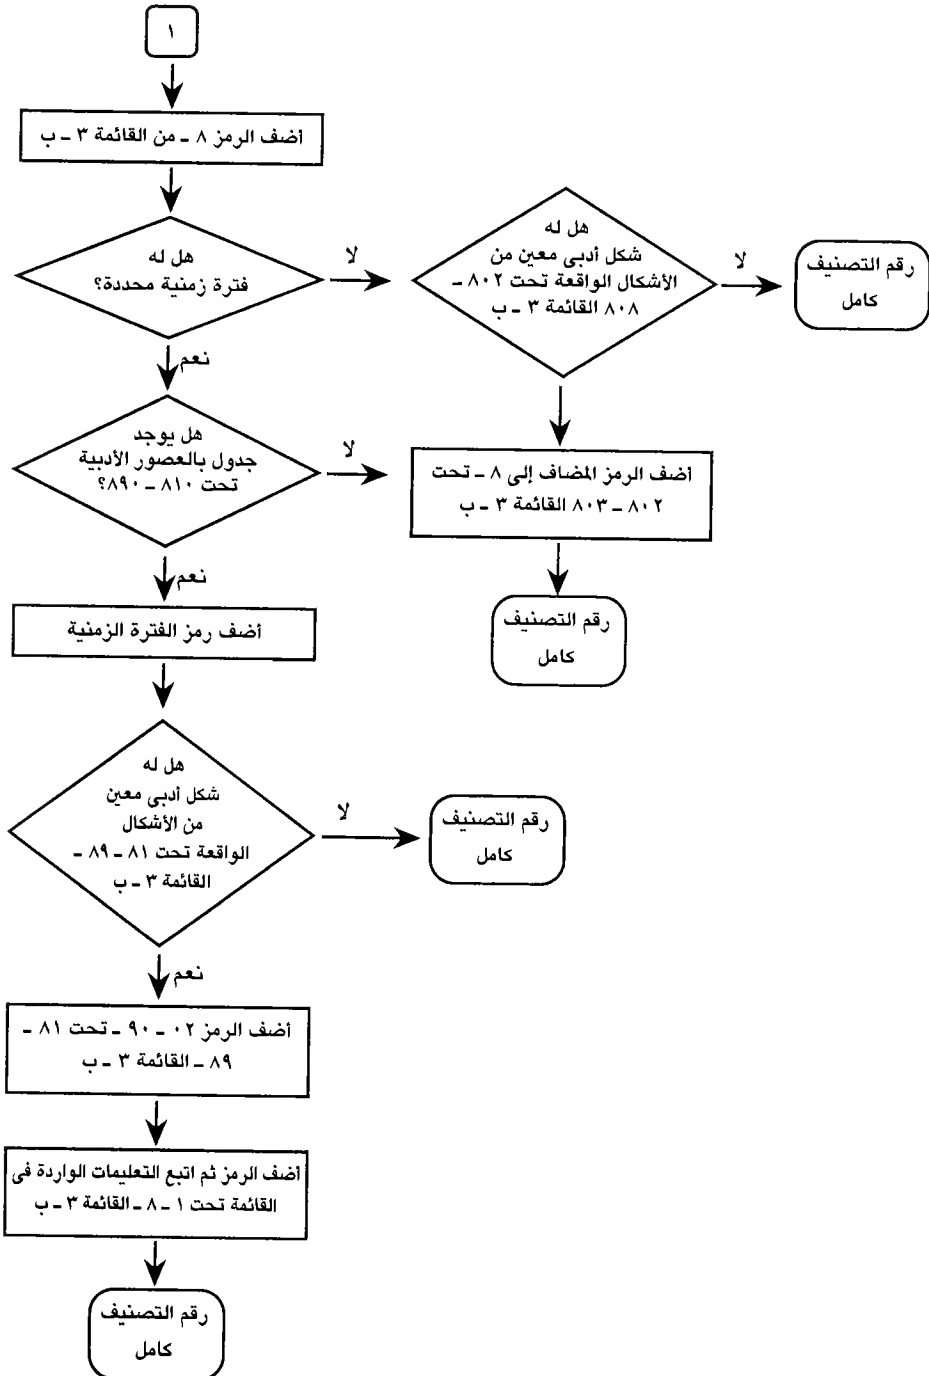 ١
أضف الرمز ٨ ـ من القائمة ٣ ـ ب
هل له
فترة زمنية محددة؟
لا
هل له
شكل أدبى معين من
الأشكال الواقعة تحت ٨٠٢ ـ
٨٠٨ القائمة ٣ ـ ب
لا
رقم التصنيف
كامل
نعم
هل يوجد
جدول بالعصور الأدبية
تحت ٨١٠ ـ ٨٩٠؟
لا
أضف الرمز المضاف إلى ٨ ـ تحت
٨٠٢ ـ ٨٠٣ القائمة ٣ ـ ب
نعم
رقم التصنيف
كامل
أضف رمز الفترة الزمنية
هل له
شكل أدبى معين
من الأشكال
الواقعة تحت ٨١ ـ ٨٩ ـ
القائمة ٣ ـ ب
لا
رقم التصنيف
كامل
نعم
أضف الرمز ٠٢ ـ ٩٠ ـ تحت ٨١ ـ
٨٩ ـ القائمة ٣ ـ ب
أضف الرمز ثم اتبع التعليمات الواردة فى
القائمة تحت ١ ـ ٨ ـ القائمة ٣ ـ ب
رقم التصنيف
كامل